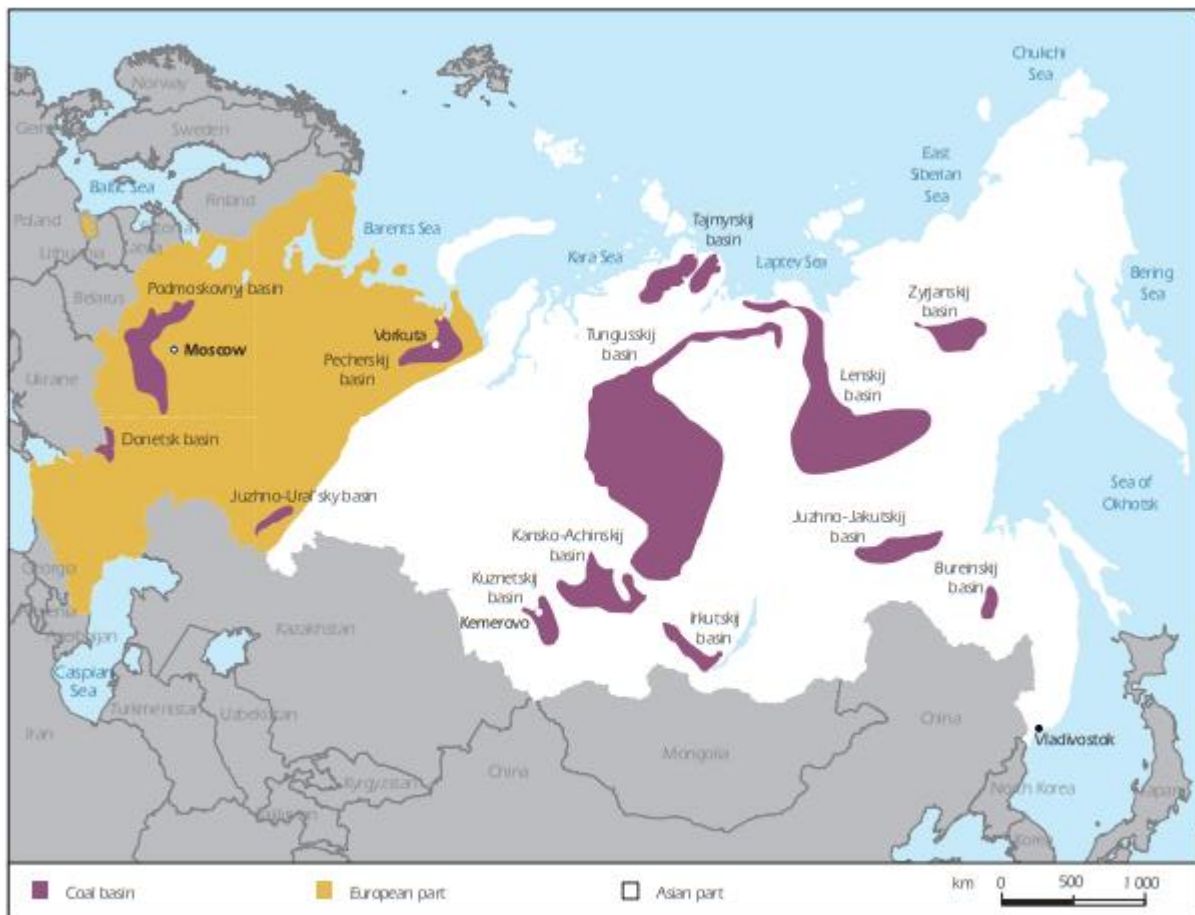 Chukchi
Sea
Norway
Sweden
East
Siberian
Sea
Baltic Sea
Finland
Tajmyrskij
basin
Poland
Barents Sea
Kara Sea
Laptev Sea
Lithuania
Latvia
Bering
Sea
Belarus
Podmoskovnyj basin
Zyrjanskij
basin
Vorkuta
Tungusskij
basin
Moscow
Pecherskij
basin
Ukraine
Lenskij
basin
Donetsk basin
Sea of
Okhotsk
Juzhno-Ural'sky basin
Juzhno-Jakutskij
basin
Kansko-Achinskij
basin
Georgia
Bureinskij
basin
Kuznetskij
basin
Kemerovo
Irkutskij
basin
Kazakhstan
Caspian
Sea
Turkmenistan
Uzbekistan
China
Iran
Mongolia
Vladivostok
China
Kyrgyzistan
North Korea
Japan
Coal basin
European part
Asian part
km 0 500 1 000